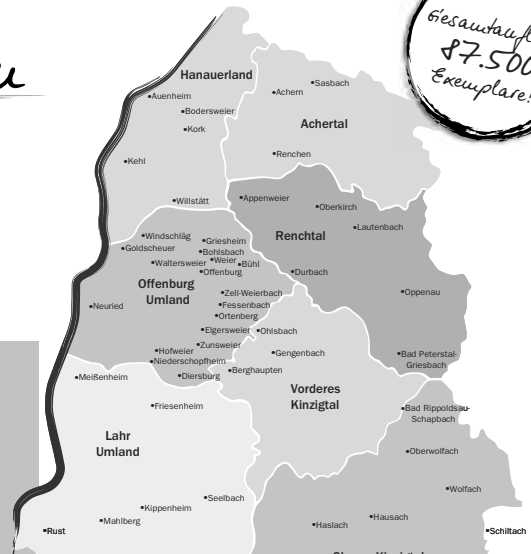 87.500
Exemplare!
Hanauerland
•Sasbach
•Auenheim
•Achern
•Bodersweier
Achertal
•Kork
•Renchen
•Kehl
•Willstätt
•Appenweier
•Oberkirch
•Lautenbach
Renchtal
•Windschläg
•Griesheim
•Goldscheuer
•Bohlsbach
•Waltersweier
•Weier
•Bühl
•Offenburg
•Durbach
Offenburg
Umland
•Zell-Weierbach
•Oppenau
•Neuried
•Fessenbach
•Ortenberg
•Elgersweier
•Ohlsbach
•Zunsweier
•Hofweier
•Gengenbach
•Niederschopfheim
•Bad Peterstal-
Griesbach
•Berghaupten
•Meißenheim
•Diersburg
Vorderes
Kinzigtal
•Friesenheim
•Bad Rippoldsau-
Schapbach
Lahr
Umland
•Oberwolfach
•Wolfach
•Seelbach
•Kippenheim
•Mahlberg
•Hausach
•Haslach
•Rust
•Schiltach